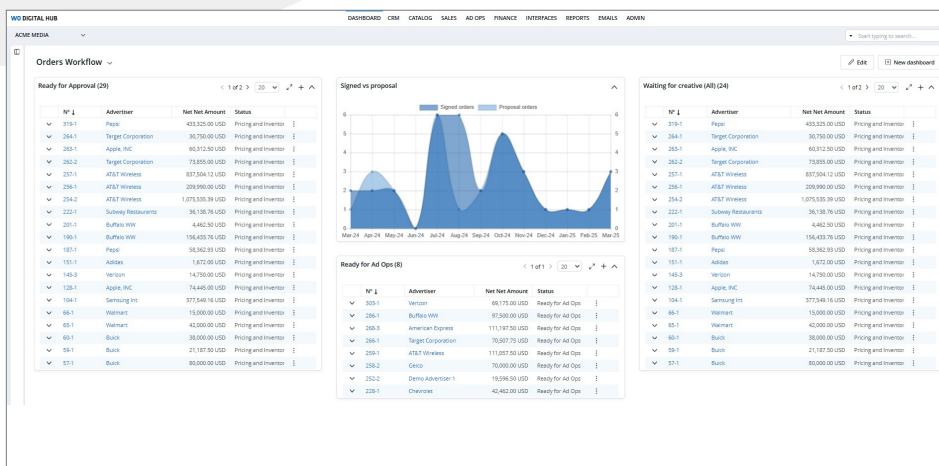 WO DIGITAL HUB
DASHBOARD CRM CATALOG SALES AD OPS FINANCE INTERFACES REPORTS EMAILS ADMIN
ACME MEDIA
Start typing to search...
Orders Workflow
Edit
New dashboard
Ready for Approval (29)
1 of 2 20
N° Advertiser Net Net Amount Status
319-1 Pepsi 433,325.00 USD Pricing and Inventor
264-1 Target Corporation 30,750.00 USD Pricing and Inventor
263-1 Apple, INC 60,312.50 USD Pricing and Inventor
262-2 Target Corporation 73,855.00 USD Pricing and Inventor
257-1 AT&T Wireless 837,504.12 USD Pricing and Inventor
256-1 AT&T Wireless 209,990.00 USD Pricing and Inventor
254-2 AT&T Wireless 1,075,535.39 USD Pricing and Inventor
222-1 Subway Restaurants 36,138.76 USD Pricing and Inventor
201-1 Buffalo WW 4,462.50 USD Pricing and Inventor
190-1 Buffalo WW 156,433.76 USD Pricing and Inventor
187-1 Pepsi 58,362.93 USD Pricing and Inventor
151-1 Adidas 1,672.00 USD Pricing and Inventor
145-3 Verizon 14,750.00 USD Pricing and Inventor
128-1 Apple, INC 74,445.00 USD Pricing and Inventor
104-1 Samsung Int 377,549.16 USD Pricing and Inventor
66-1 Walmart 15,000.00 USD Pricing and Inventor
65-1 Walmart 42,000.00 USD Pricing and Inventor
60-1 Buick 38,000.00 USD Pricing and Inventor
59-1 Buick 21,187.50 USD Pricing and Inventor
57-1 Buick 80,000.00 USD Pricing and Inventor
Signed vs proposal
Signed orders Proposal orders
6 6
5 5
4 4
3 3
2 2
1 1
0 0
Mar-24 Apr-24 May-24 Jun-24 Jul-24 Aug-24 Sep-24 Oct-24 Nov-24 Dec-24 Jan-25 Feb-25 Mar-25
Ready for Ad Ops (8)
1 of 1 20
N° Advertiser Net Net Amount Status
303-1 Verizon 69,175.00 USD Ready for Ad Ops
286-1 Buffalo WW 97,500.00 USD Ready for Ad Ops
268-3 American Express 111,197.50 USD Ready for Ad Ops
266-1 Target Corporation 70,507.75 USD Ready for Ad Ops
259-1 AT&T Wireless 111,057.50 USD Ready for Ad Ops
258-2 Geico 70,000.00 USD Ready for Ad Ops
252-2 Demo Advertiser 1 19,596.50 USD Ready for Ad Ops
228-1 Chevrolet 42,462.00 USD Ready for Ad Ops
Waiting for creative (All) (24)
1 of 2 20
N° Advertiser Net Net Amount Status
319-1 Pepsi 433,325.00 USD Pricing and Inventor
264-1 Target Corporation 30,750.00 USD Pricing and Inventor
263-1 Apple, INC 60,312.50 USD Pricing and Inventor
262-2 Target Corporation 73,855.00 USD Pricing and Inventor
257-1 AT&T Wireless 837,504.12 USD Pricing and Inventor
256-1 AT&T Wireless 209,990.00 USD Pricing and Inventor
254-2 AT&T Wireless 1,075,535.39 USD Pricing and Inventor
222-1 Subway Restaurants 36,138.76 USD Pricing and Inventor
201-1 Buffalo WW 4,462.50 USD Pricing and Inventor
190-1 Buffalo WW 156,433.76 USD Pricing and Inventor
187-1 Pepsi 58,362.93 USD Pricing and Inventor
151-1 Adidas 1,672.00 USD Pricing and Inventor
145-3 Verizon 14,750.00 USD Pricing and Inventor
128-1 Apple, INC 74,445.00 USD Pricing and Inventor
104-1 Samsung Int 377,549.16 USD Pricing and Inventor
66-1 Walmart 15,000.00 USD Pricing and Inventor
65-1 Walmart 42,000.00 USD Pricing and Inventor
60-1 Buick 38,000.00 USD Pricing and Inventor
59-1 Buick 21,187.50 USD Pricing and Inventor
57-1 Buick 80,000.00 USD Pricing and Inventor